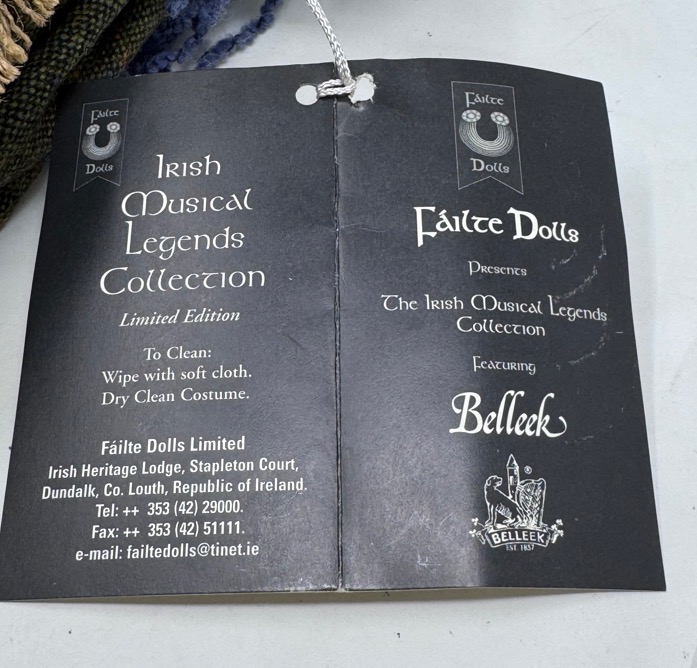 Fáilte
Dolls
Irish
Musical
Legends
Collection
Limited Edition
To Clean:
Wipe with soft cloth.
Dry Clean Costume.
Fáilte Dolls Limited
Irish Heritage Lodge, Stapleton Court,
Dundalk, Co. Louth, Republic of Ireland.
Tel: ++ 353 (42) 29000.
Fax: ++ 353 (42) 51111.
e-mail: failtedolls@tinet.ie
Fáilte
Dolls
Fáilte Dolls
Presents
The Irish Musical Legends
Collection
Featuring
Belleek
®
BELLEEK
EST. 1857